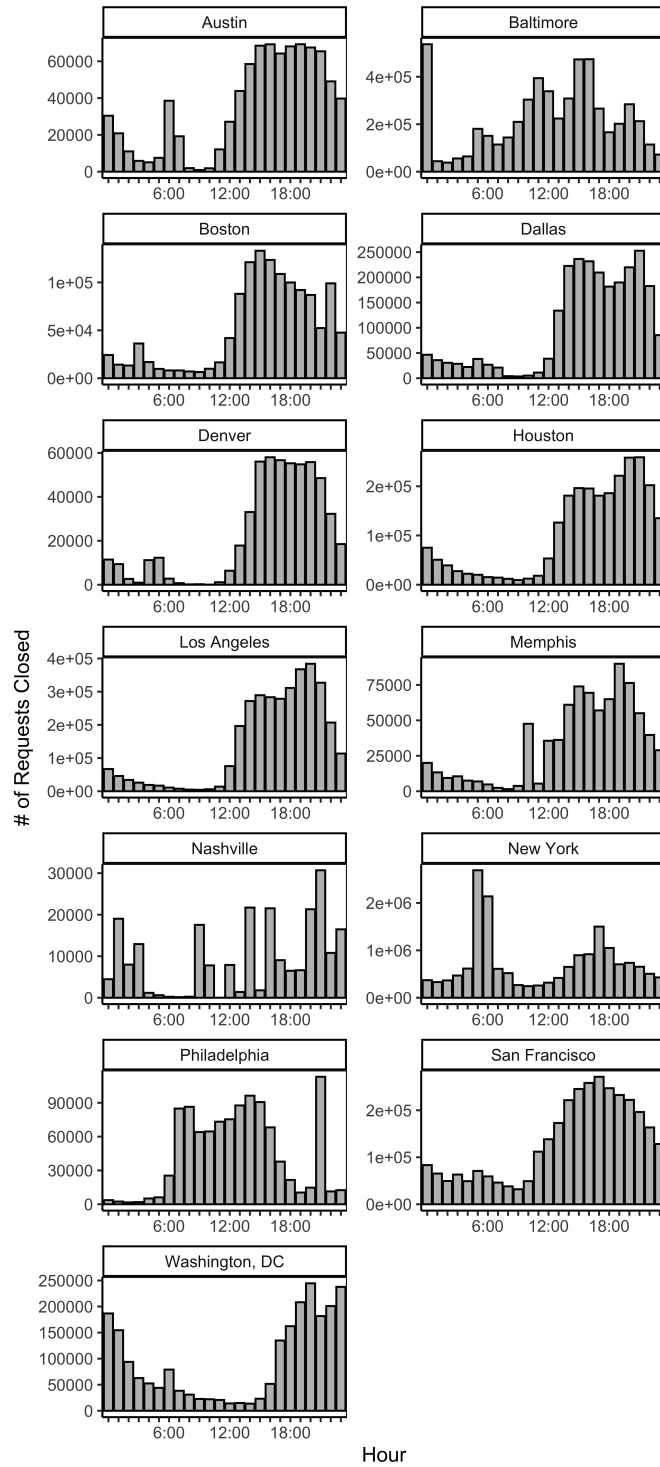 Austin
Baltimore
60000
40000
20000
0
4e+05
2e+05
0e+00
6:00 12:00 18:00
6:00 12:00 18:00
Boston
Dallas
1e+05
5e+04
0e+00
250000
200000
150000
100000
50000
0
6:00 12:00 18:00
6:00 12:00 18:00
Denver
Houston
60000
40000
20000
0
2e+05
1e+05
0e+00
6:00 12:00 18:00
6:00 12:00 18:00
Los Angeles
Memphis
4e+05
3e+05
2e+05
1e+05
0e+00
75000
50000
25000
0
6:00 12:00 18:00
6:00 12:00 18:00
Nashville
New York
30000
20000
10000
0
2e+06
1e+06
0e+00
6:00 12:00 18:00
6:00 12:00 18:00
Philadelphia
San Francisco
90000
60000
30000
0
2e+05
1e+05
0e+00
6:00 12:00 18:00
6:00 12:00 18:00
Washington, DC
250000
200000
150000
100000
50000
0
6:00 12:00 18:00
# of Requests Closed
Hour